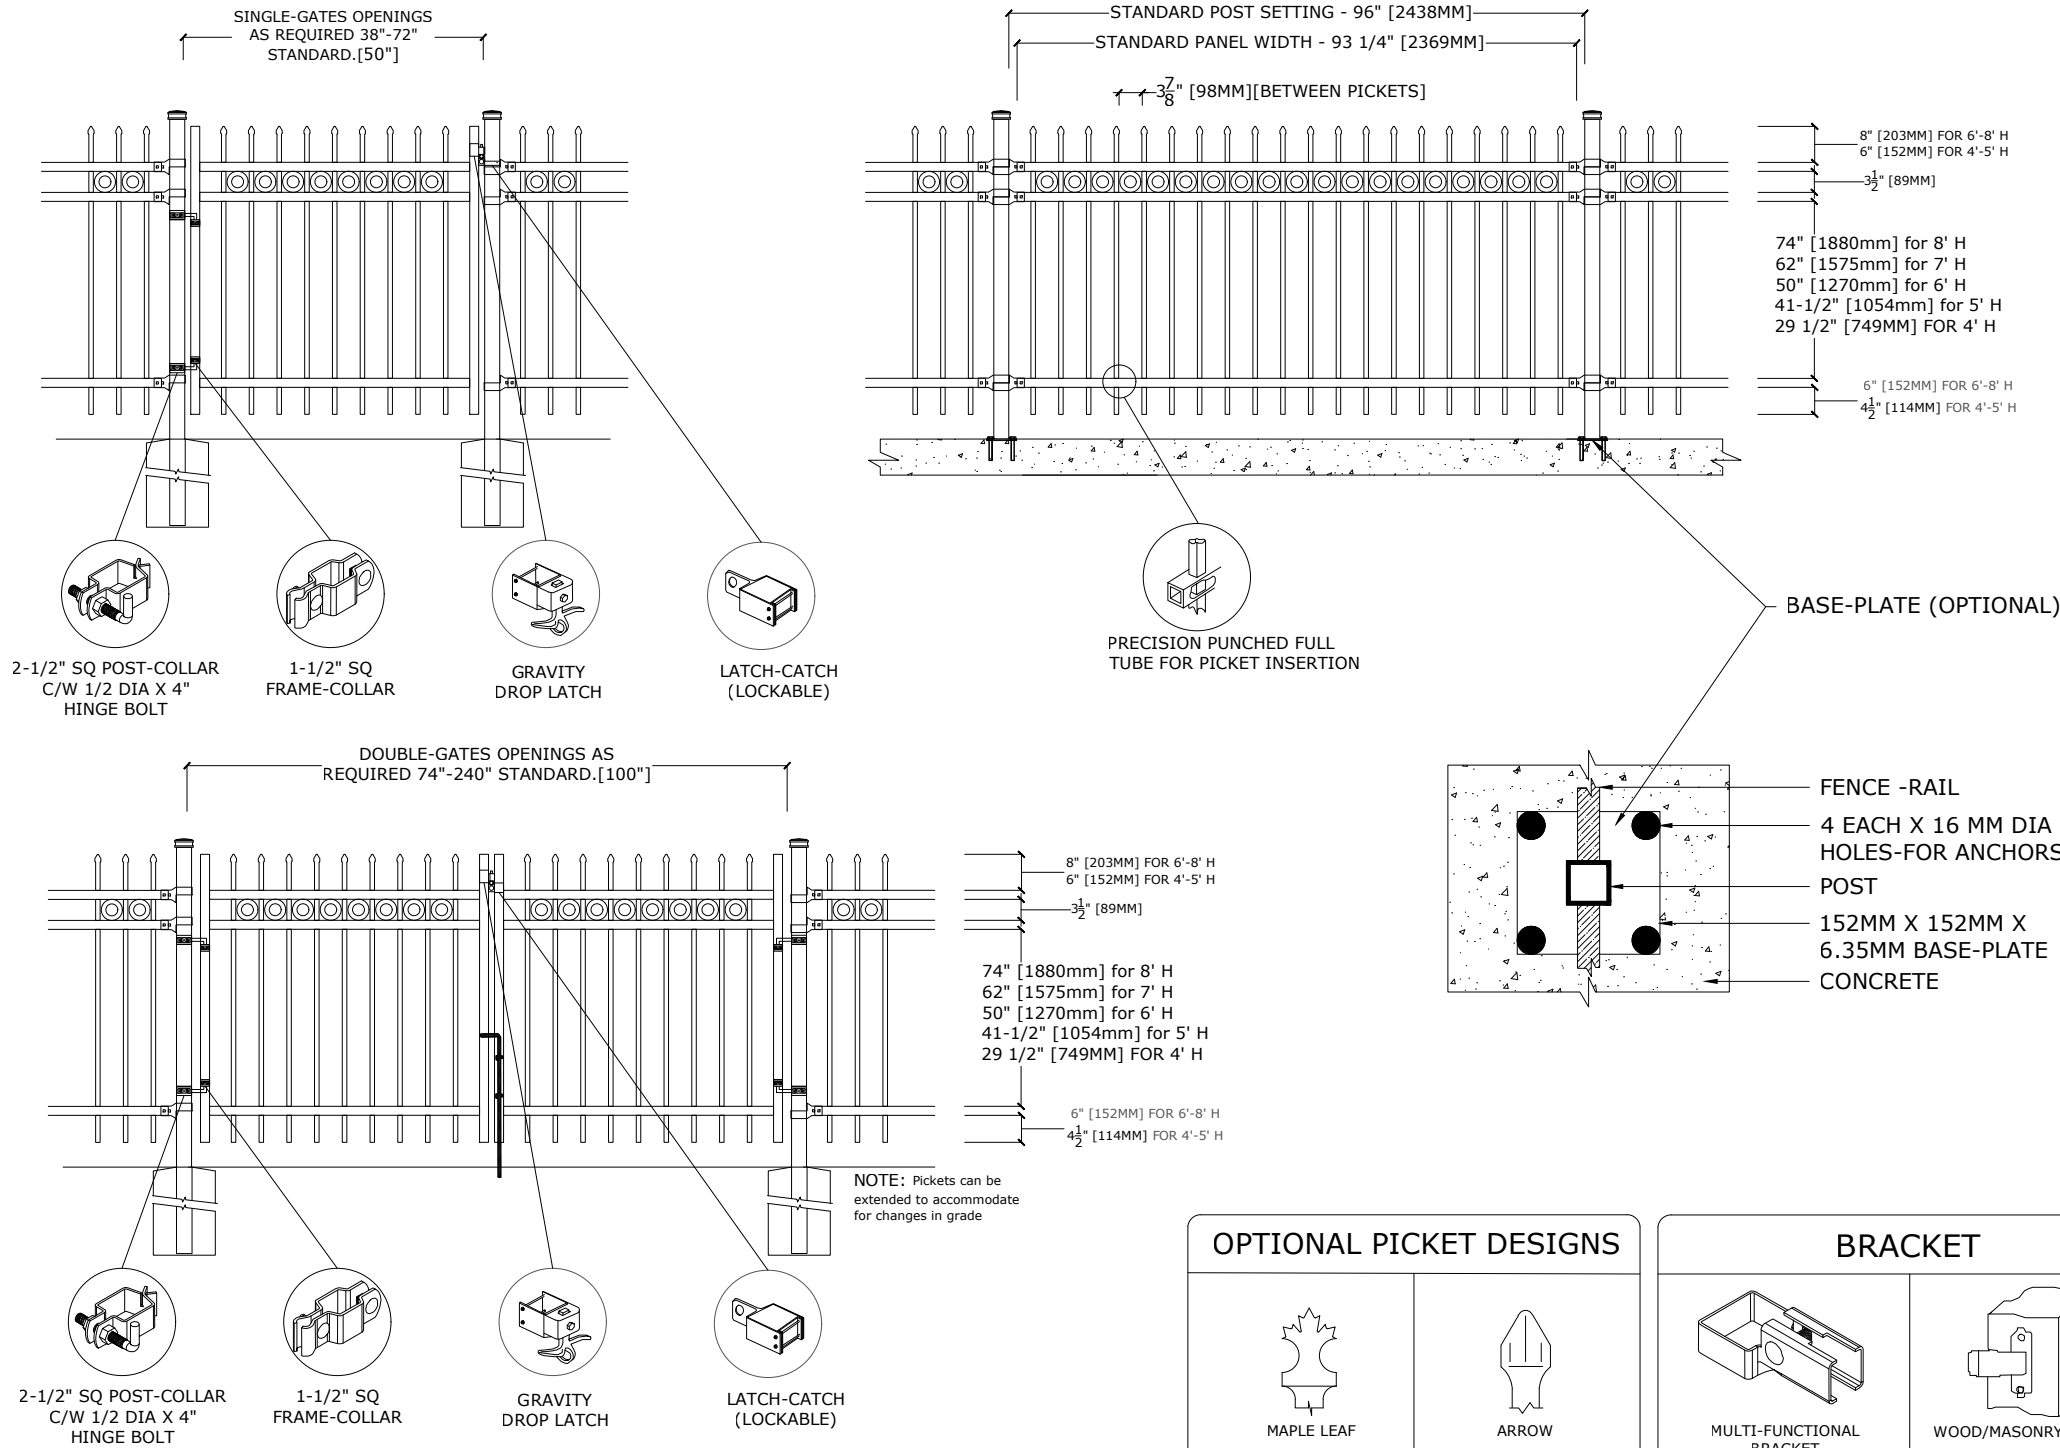 SINGLE-GATES OPENINGS
AS REQUIRED 38"-72"
STANDARD.[50"]
STANDARD POST SETTING - 96" [2438MM]
STANDARD PANEL WIDTH - 93 1/4" [2369MM]
3 7/8" [98MM][BETWEEN PICKETS]
8" [203MM] FOR 6'-8' H
6" [152MM] FOR 4'-5' H
3 1/2" [89MM]
74" [1880mm] for 8' H
62" [1575mm] for 7' H
50" [1270mm] for 6' H
41-1/2" [1054mm] for 5' H
29 1/2" [749MM] FOR 4' H
6" [152MM] FOR 6'-8' H
4 1/2" [114MM] FOR 4'-5' H
2-1/2" SQ POST-COLLAR
C/W 1/2 DIA X 4"
HINGE BOLT
1-1/2" SQ
FRAME-COLLAR
GRAVITY
DROP LATCH
LATCH-CATCH
(LOCKABLE)
PRECISION PUNCHED FULL
TUBE FOR PICKET INSERTION
BASE-PLATE (OPTIONAL)
FENCE -RAIL
4 EACH X 16 MM DIA
HOLES-FOR ANCHORS
POST
152MM X 152MM X
6.35MM BASE-PLATE
CONCRETE
DOUBLE-GATES OPENINGS AS
REQUIRED 74"-240" STANDARD.[100"]
8" [203MM] FOR 6'-8' H
6" [152MM] FOR 4'-5' H
3 1/2" [89MM]
74" [1880mm] for 8' H
62" [1575mm] for 7' H
50" [1270mm] for 6' H
41-1/2" [1054mm] for 5' H
29 1/2" [749MM] FOR 4' H
6" [152MM] FOR 6'-8' H
4 1/2" [114MM] FOR 4'-5' H
NOTE: Pickets can be
extended to accommodate
for changes in grade
2-1/2" SQ POST-COLLAR
C/W 1/2 DIA X 4"
HINGE BOLT
1-1/2" SQ
FRAME-COLLAR
GRAVITY
DROP LATCH
LATCH-CATCH
(LOCKABLE)
OPTIONAL PICKET DESIGNS
MAPLE LEAF
ARROW
BRACKET
MULTI-FUNCTIONAL
BRACKET
WOOD/MASONRY